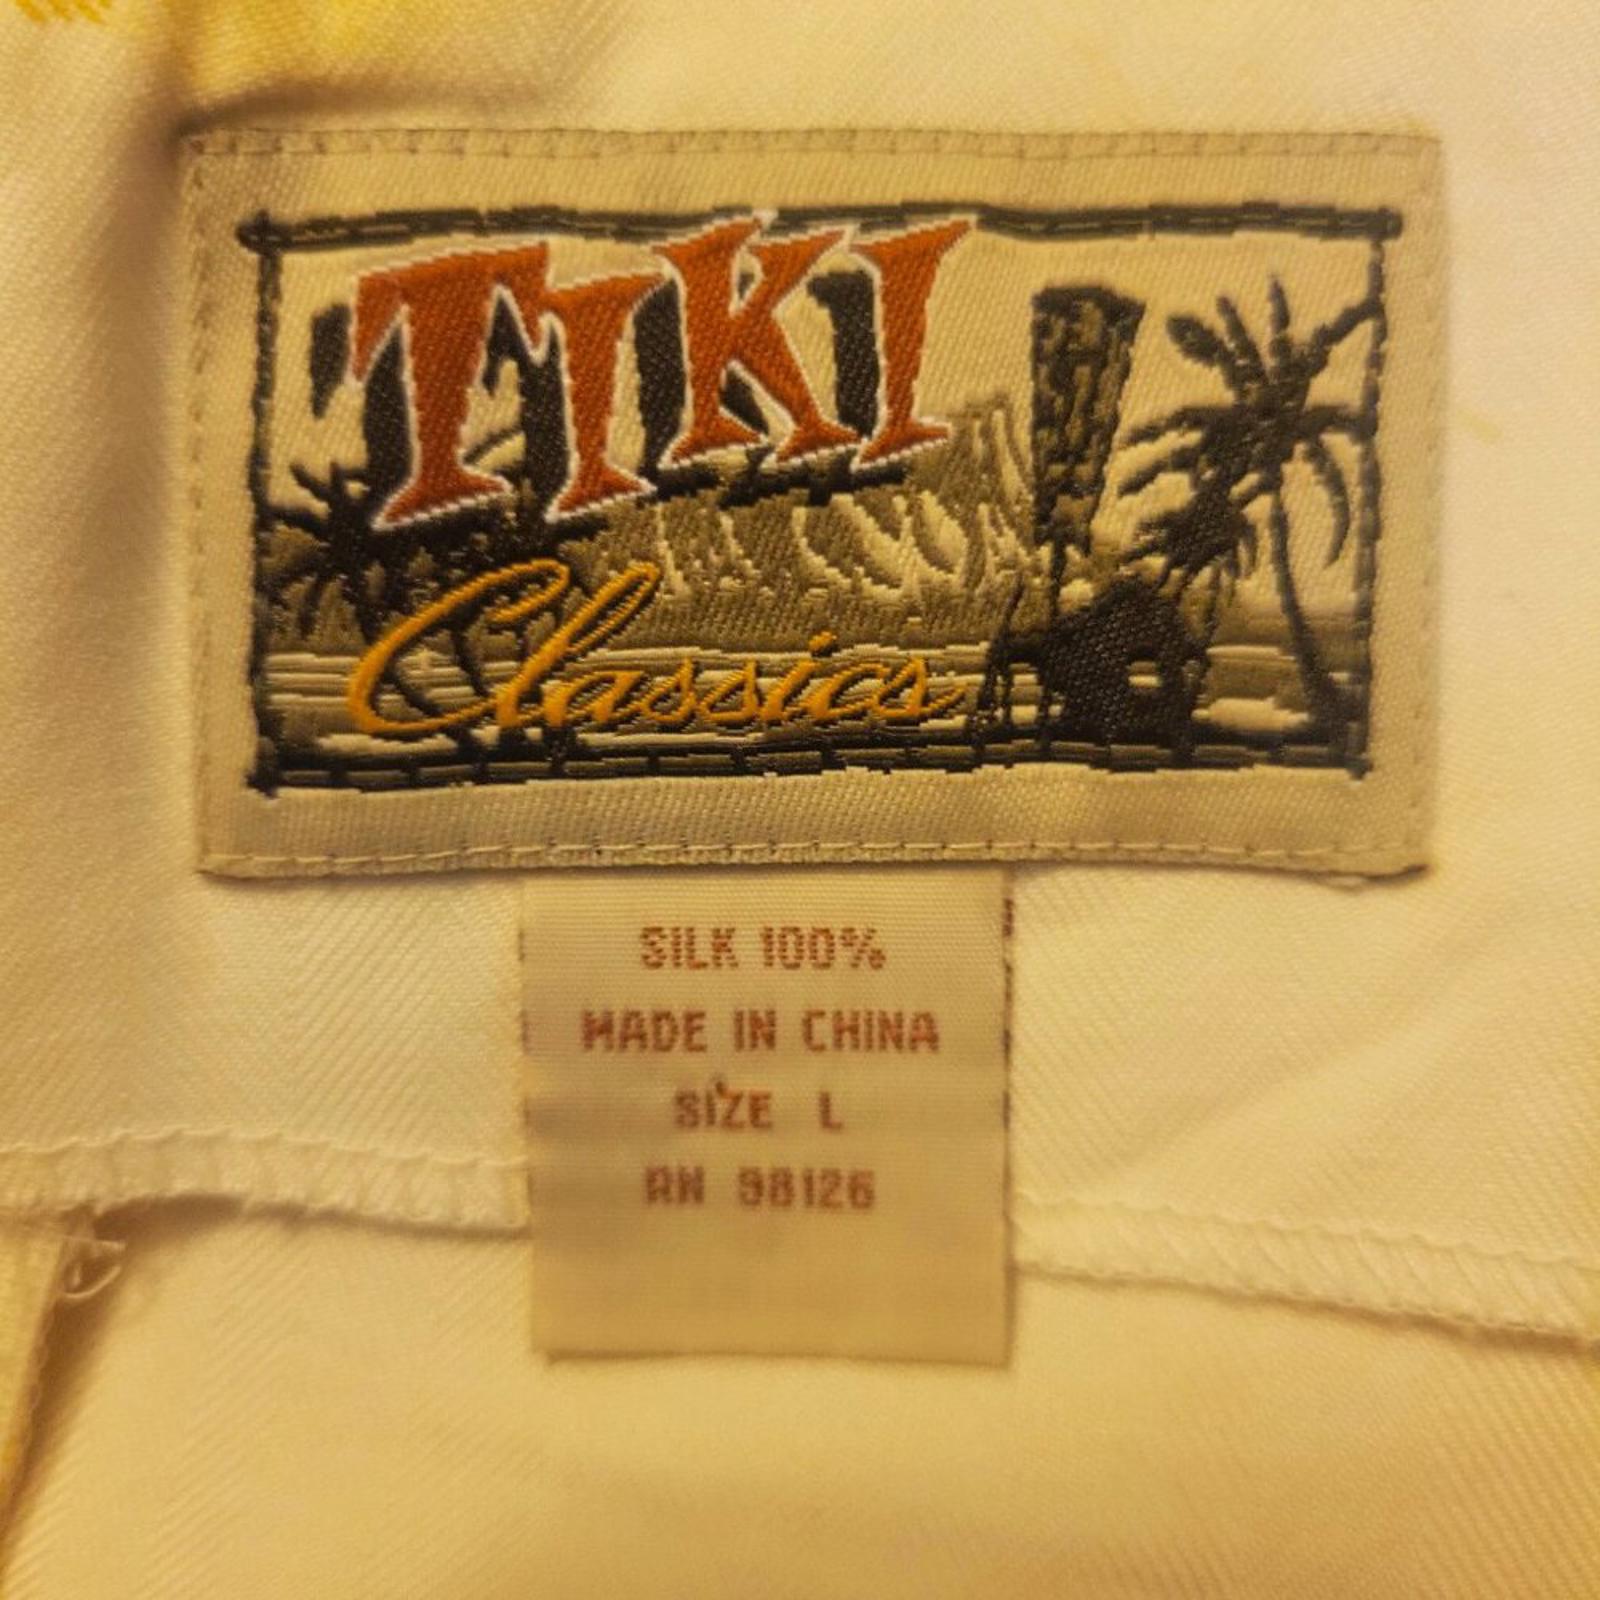 TIKI
Classics
SILK 100%
MADE IN CHINA
SIZE L
RN 98126